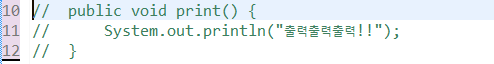 10 //  public void print() {
11 //      System.out.println("출력출력출력!!");
12 //  }